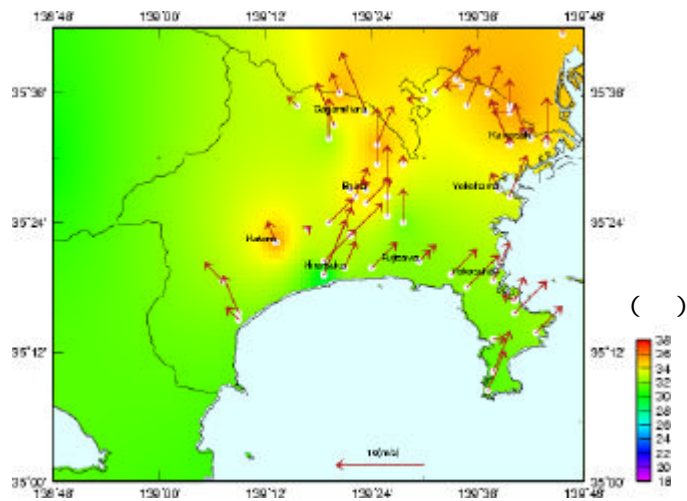 138°48' 139°00' 139°12' 139°24' 139°36' 139°48'
35°36' 35°36'
Sagamihara
Kawasaki
Ebina
Yokohama
35°24' 35°24'
Hatano
Hiratsuka
Fujisawa
Yokosuka
( )
35°12' 35°12'
38
36
34
32
30
28
26
24
22
20
18
10(m/s)
35°00' 35°00'
138°48' 139°00' 139°12' 139°24' 139°36' 139°48'